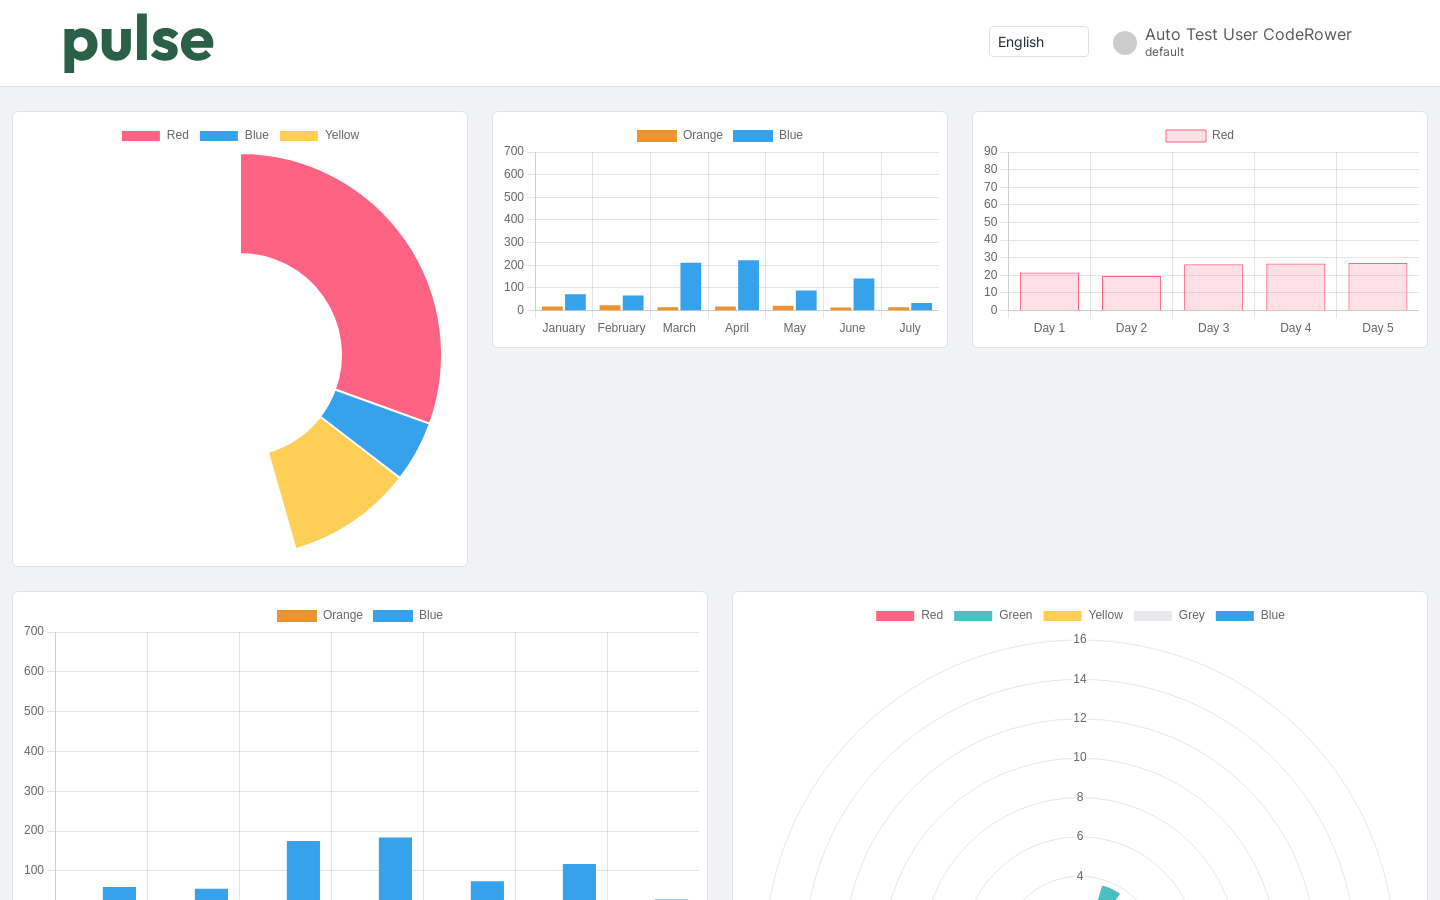 pulse
English
Auto Test User CodeRower
default
Red Blue Yellow
Orange Blue
700
600
500
400
300
200
100
0
January February March April May June July
Red
90
80
70
60
50
40
30
20
10
0
Day 1 Day 2 Day 3 Day 4 Day 5
Orange Blue
700
600
500
400
300
200
100
Red Green Yellow Grey Blue
16
14
12
10
8
6
4